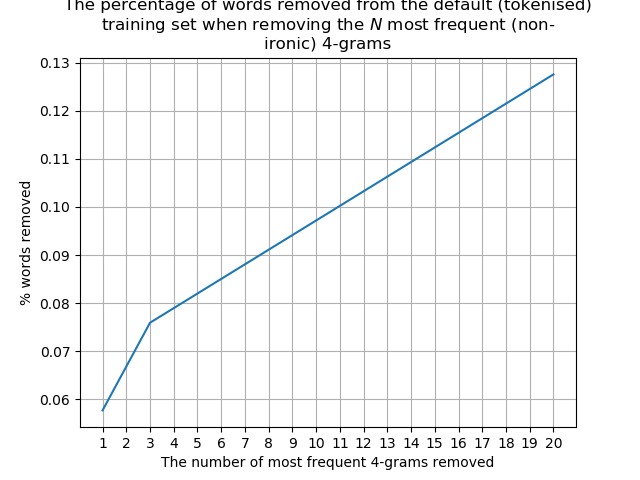 The percentage of words removed from the default (tokenised)
training set when removing the N most frequent (non-
ironic) 4-grams
0.13
0.12
0.11
0.10
0.09
0.08
0.07
0.06
% words removed
1 2 3 4 5 6 7 8 9 10 11 12 13 14 15 16 17 18 19 20
The number of most frequent 4-grams removed